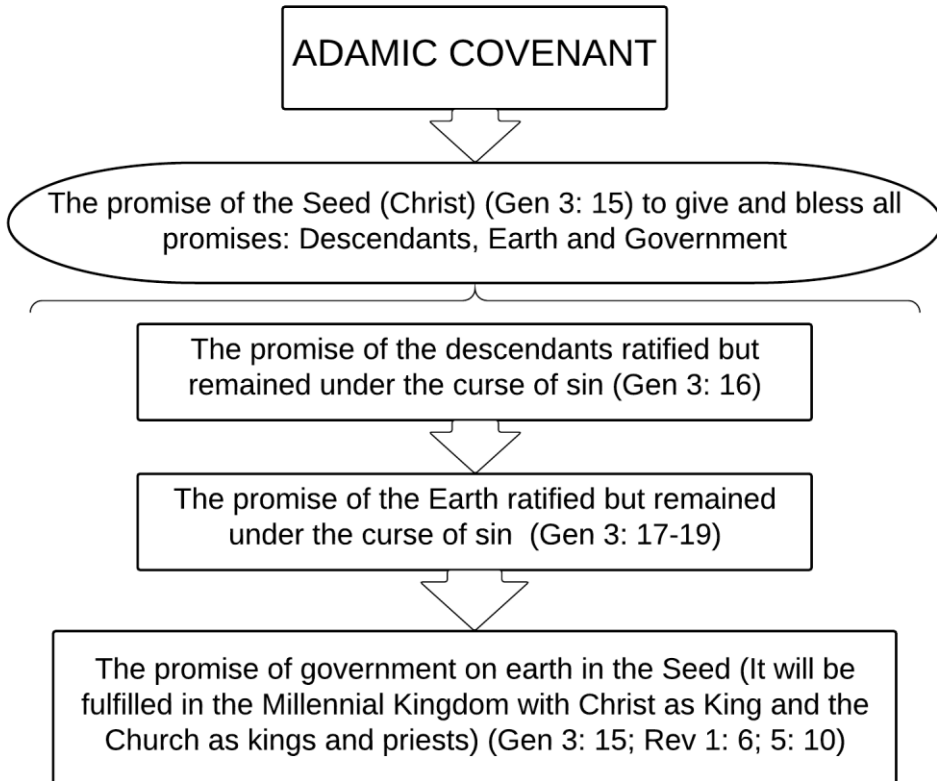 ADAMIC COVENANT
The promise of the Seed (Christ) (Gen 3: 15) to give and bless all
promises: Descendants, Earth and Government
The promise of the descendants ratified but
remained under the curse of sin (Gen 3: 16)
The promise of the Earth ratified but remained
under the curse of sin  (Gen 3: 17-19)
The promise of government on earth in the Seed (It will be
fulfilled in the Millennial Kingdom with Christ as King and the
Church as kings and priests) (Gen 3: 15; Rev 1: 6; 5: 10)